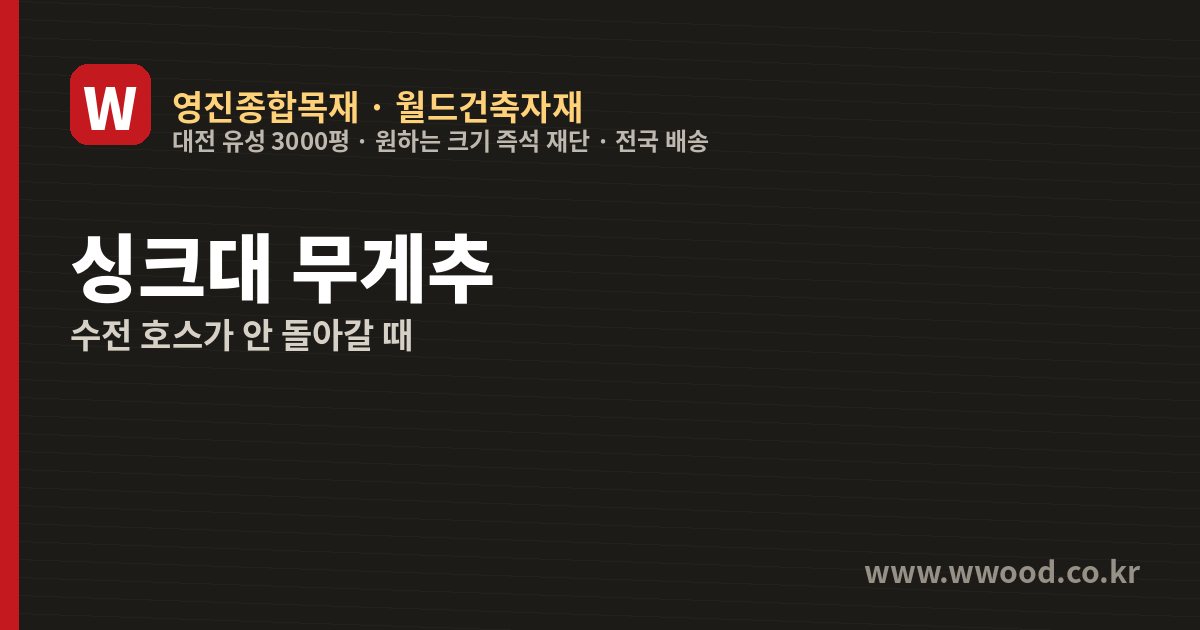 W
영진종합목재 · 월드건축자재
대전 유성 3000평 · 원하는 크기 즉석 재단 · 전국 배송
싱크대 무게추
수전 호스가 안 돌아갈 때
www.wwood.co.kr